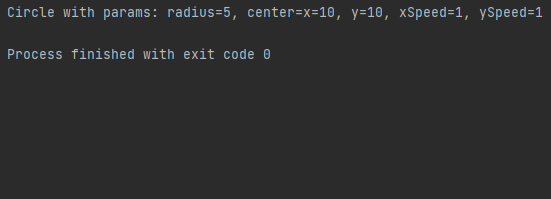 Circle with params: radius=5, center=x=10, y=10, xSpeed=1, ySpeed=1
Process finished with exit code 0